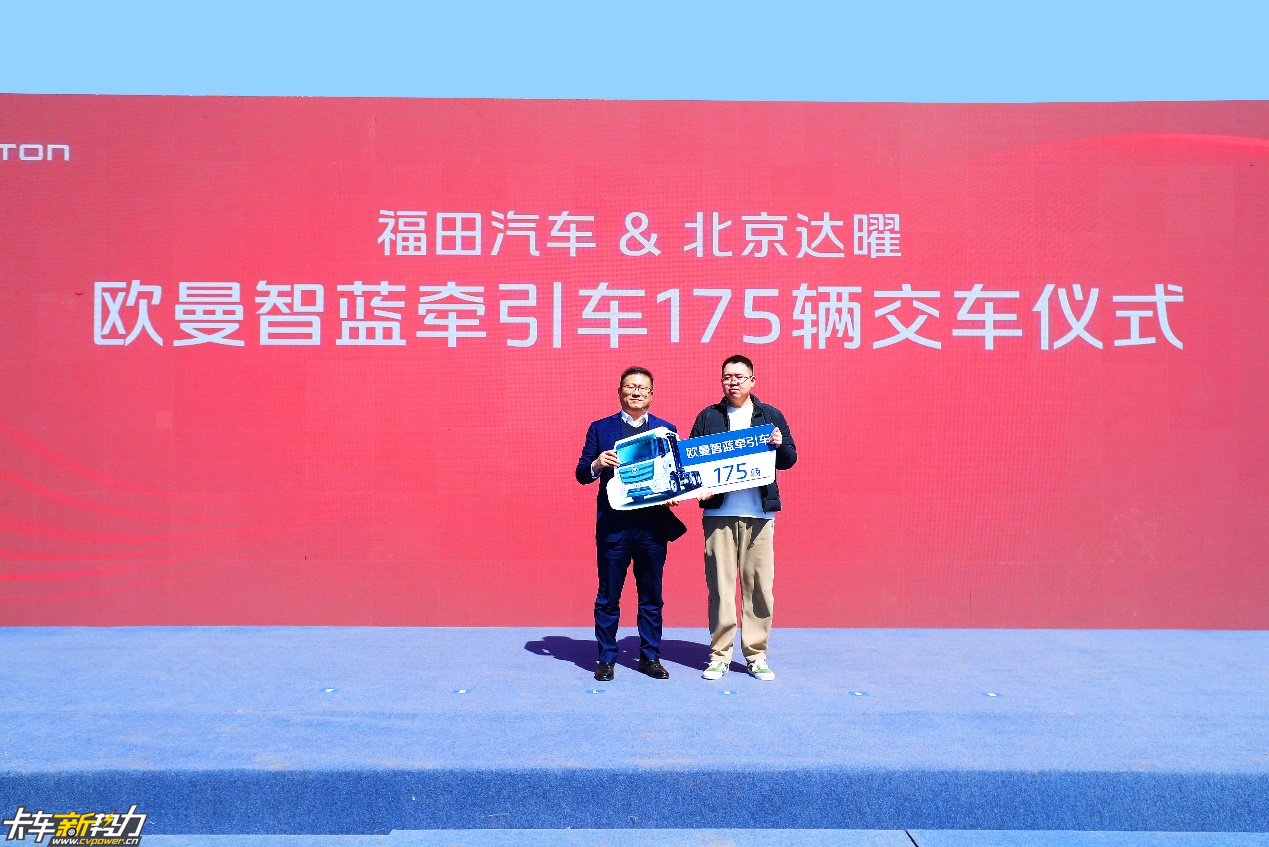 TON
福田汽车 & 北京达曜
欧曼智蓝牵引车175辆交车仪式
欧曼智蓝牵引车
175辆
卡车新势力
www.cvpower.cn